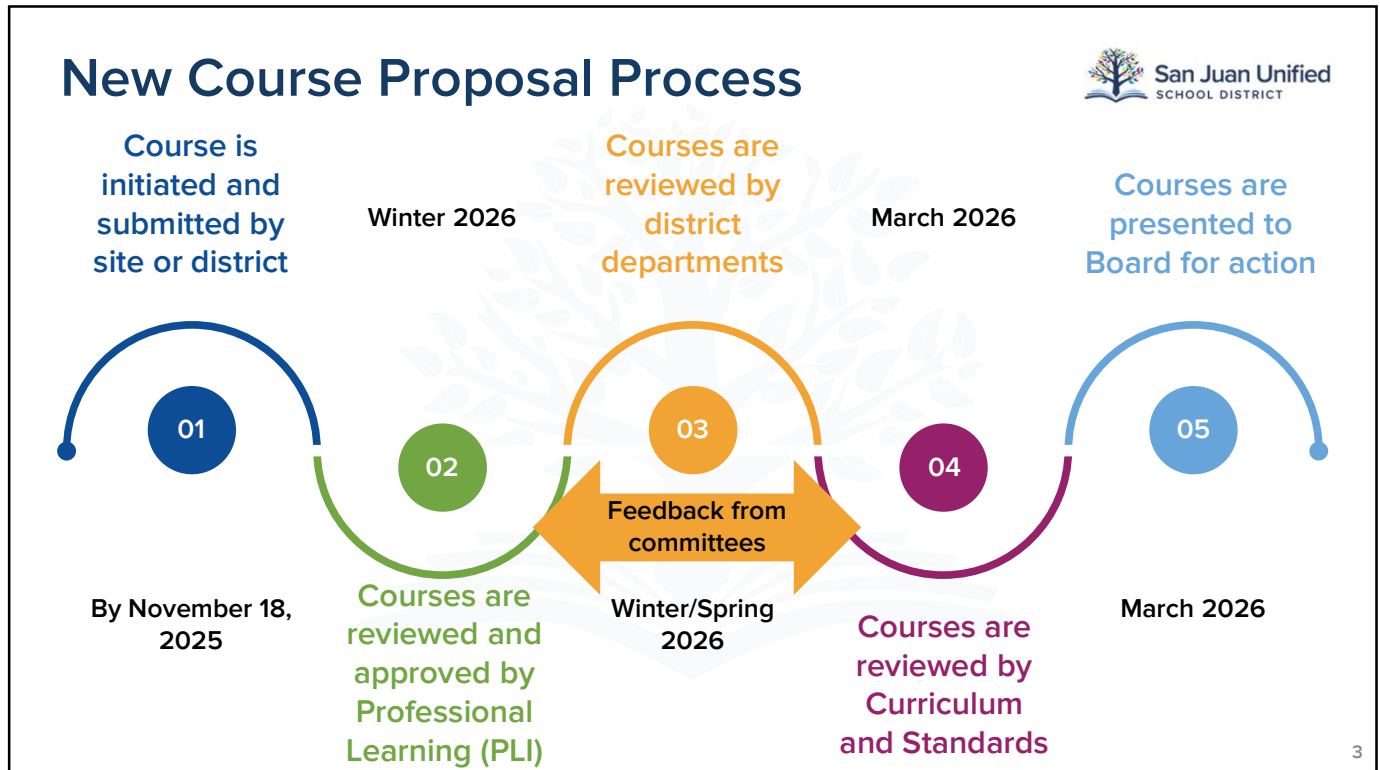 New Course Proposal Process
San Juan Unified
SCHOOL DISTRICT
Course is
initiated and
submitted by
site or district
01
By November 18,
2025
Winter 2026
02
Courses are
reviewed and
approved by
Professional
Learning (PLI)
Courses are
reviewed by
district
departments
03
Feedback from
committees
Winter/Spring
2026
March 2026
04
Courses are
reviewed by
Curriculum
and Standards
Courses are
presented to
Board for action
05
March 2026
3